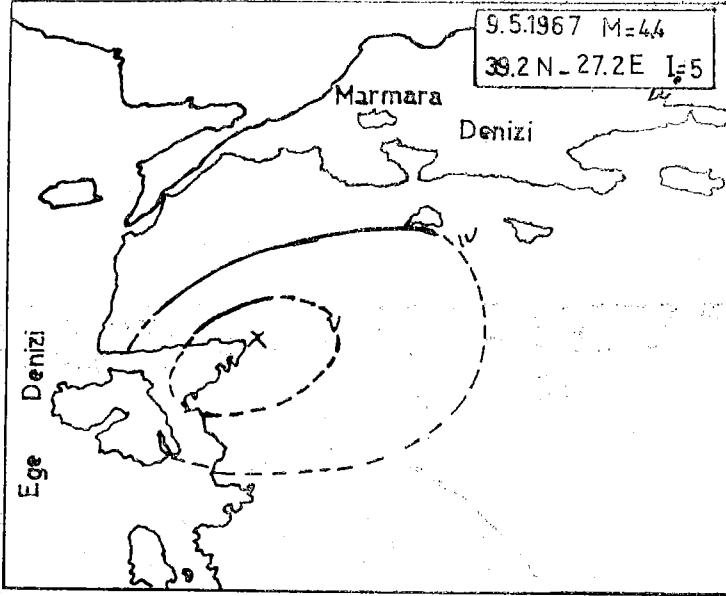 9.5.1967 M=4.4
39.2 N - 27.2 E I₀=5
Marmara
Denizi
IV
V
X
Ege Denizi